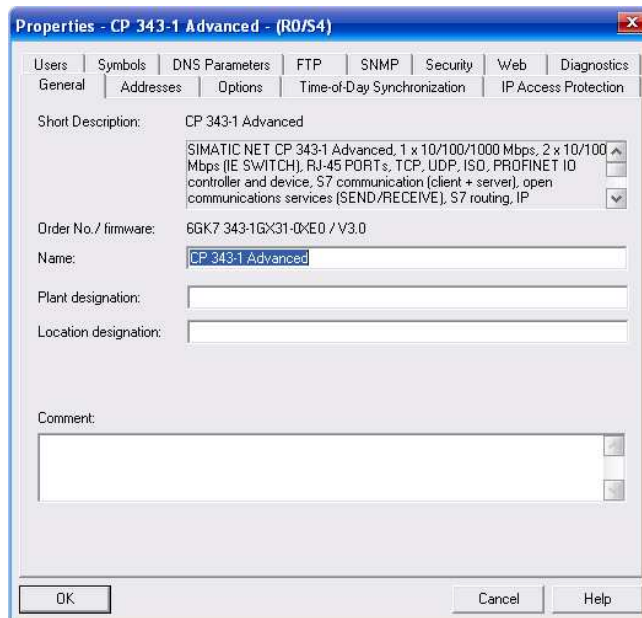 Properties - CP 343-1 Advanced - (R0/S4)
Users Symbols DNS Parameters FTP SNMP Security Web Diagnostics
General Addresses Options Time-of-Day Synchronization IP Access Protection
Short Description: CP 343-1 Advanced
SIMATIC NET CP 343-1 Advanced, 1 x 10/100/1000 Mbps, 2 x 10/100
Mbps (IE SWITCH), RJ-45 PORTs, TCP, UDP, ISO, PROFINET IO
controller and device, S7 communication (client + server), open
communications services (SEND/RECEIVE), S7 routing, IP
Order No./ firmware: 6GK7 343-1GX31-0XE0 / V3.0
Name: CP 343-1 Advanced
Plant designation:
Location designation:
Comment:
OK Cancel Help